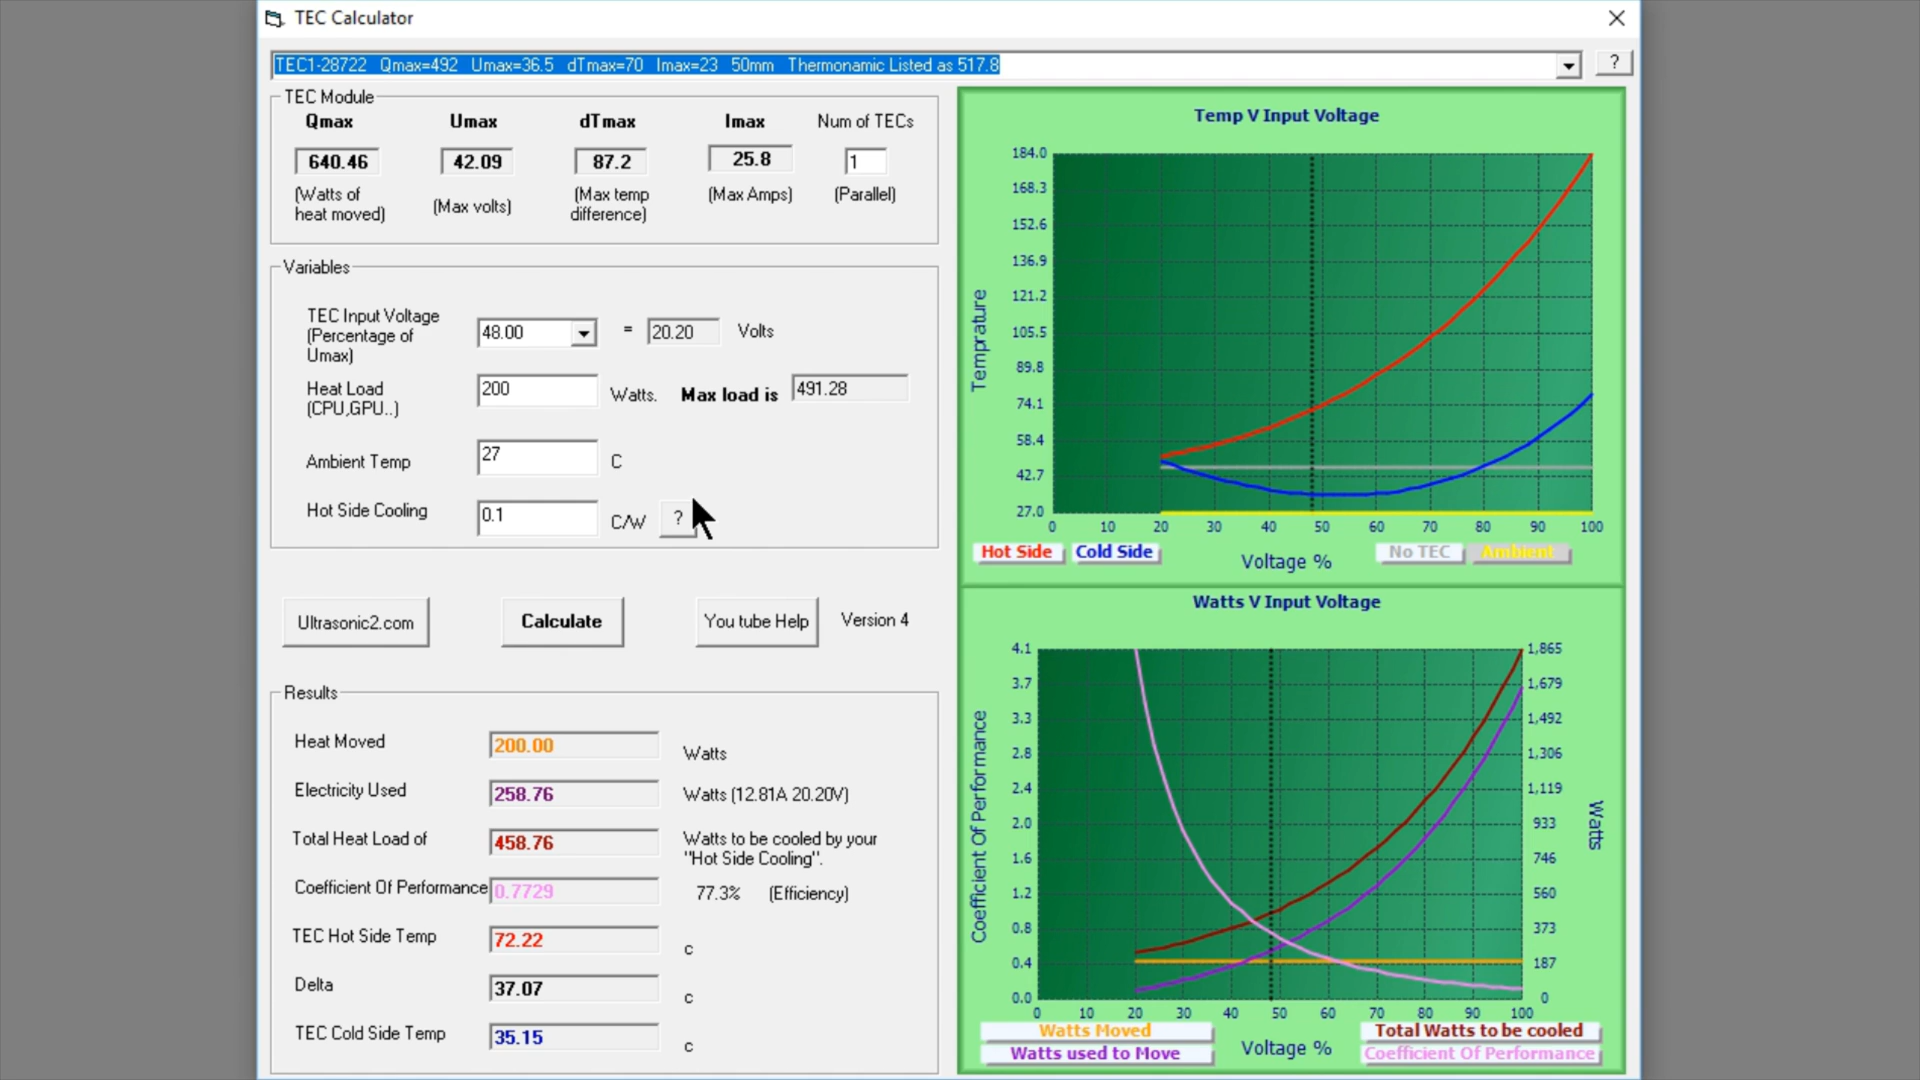 TEC Calculator
TEC1-28722 Qmax=492 Umax=36.5 dTmax=70 Imax=23 50mm Thermonamic Listed as 517.8
?
TEC Module
Qmax Umax dTmax Imax Num of TECs
640.46 42.09 87.2 25.8 1
(Watts of heat moved) (Max volts) (Max temp difference) (Max Amps) (Parallel)
Variables
TEC Input Voltage
(Percentage of
Umax)
48.00 = 20.20 Volts
Heat Load
(CPU,GPU..)
200 Watts. Max load is 491.28
Ambient Temp 27 C
Hot Side Cooling 0.1 C/W ?
Ultrasonic2.com Calculate You tube Help Version 4
Results
Heat Moved 200.00 Watts
Electricity Used 258.76 Watts (12.81A 20.20V)
Total Heat Load of 458.76 Watts to be cooled by your
"Hot Side Cooling".
Coefficient Of Performance 0.7729 77.3% (Efficiency)
TEC Hot Side Temp 72.22 c
Delta 37.07 c
TEC Cold Side Temp 35.15 c
Temp V Input Voltage
Temprature
184.0
168.3
152.6
136.9
121.2
105.5
89.8
74.1
58.4
42.7
27.0
0 10 20 30 40 50 60 70 80 90 100
Hot Side Cold Side Voltage % No TEC Ambient
Watts V Input Voltage
Coefficient Of Performance
4.1 1,865
3.7 1,679
3.3 1,492
2.8 1,306
2.4 1,119
2.0 933
1.6 746
1.2 560
0.8 373
0.4 187
0.0 0
Watts
0 10 20 30 40 50 60 70 80 90 100
Watts Moved Total Watts to be cooled
Watts used to Move Voltage % Coefficient Of Performance